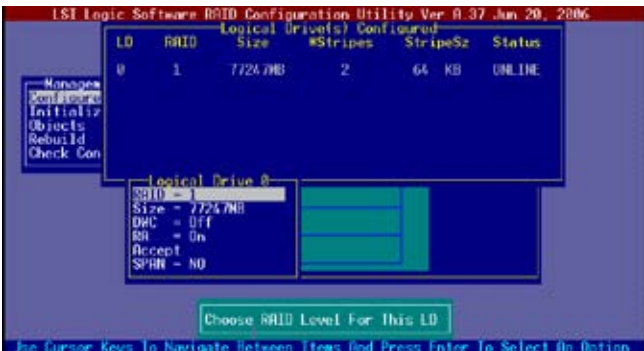 LSI Logic Software RAID Configuration Utility Ver A.37 Jun 20, 2006
Logical Drive(s) Configured
LD RAID Size #Stripes StripeSz Status
0 1 77247MB 2 64 KB ONLINE
Managem
Configure
Initializ
Objects
Rebuild
Check Con
Logical Drive 0
RAID = 1
Size = 77247MB
DWC = Off
RA = On
Accept
SPAN = NO
Choose RAID Level For This LD
Use Cursor Keys To Navigate Between Items And Press Enter To Select An Option